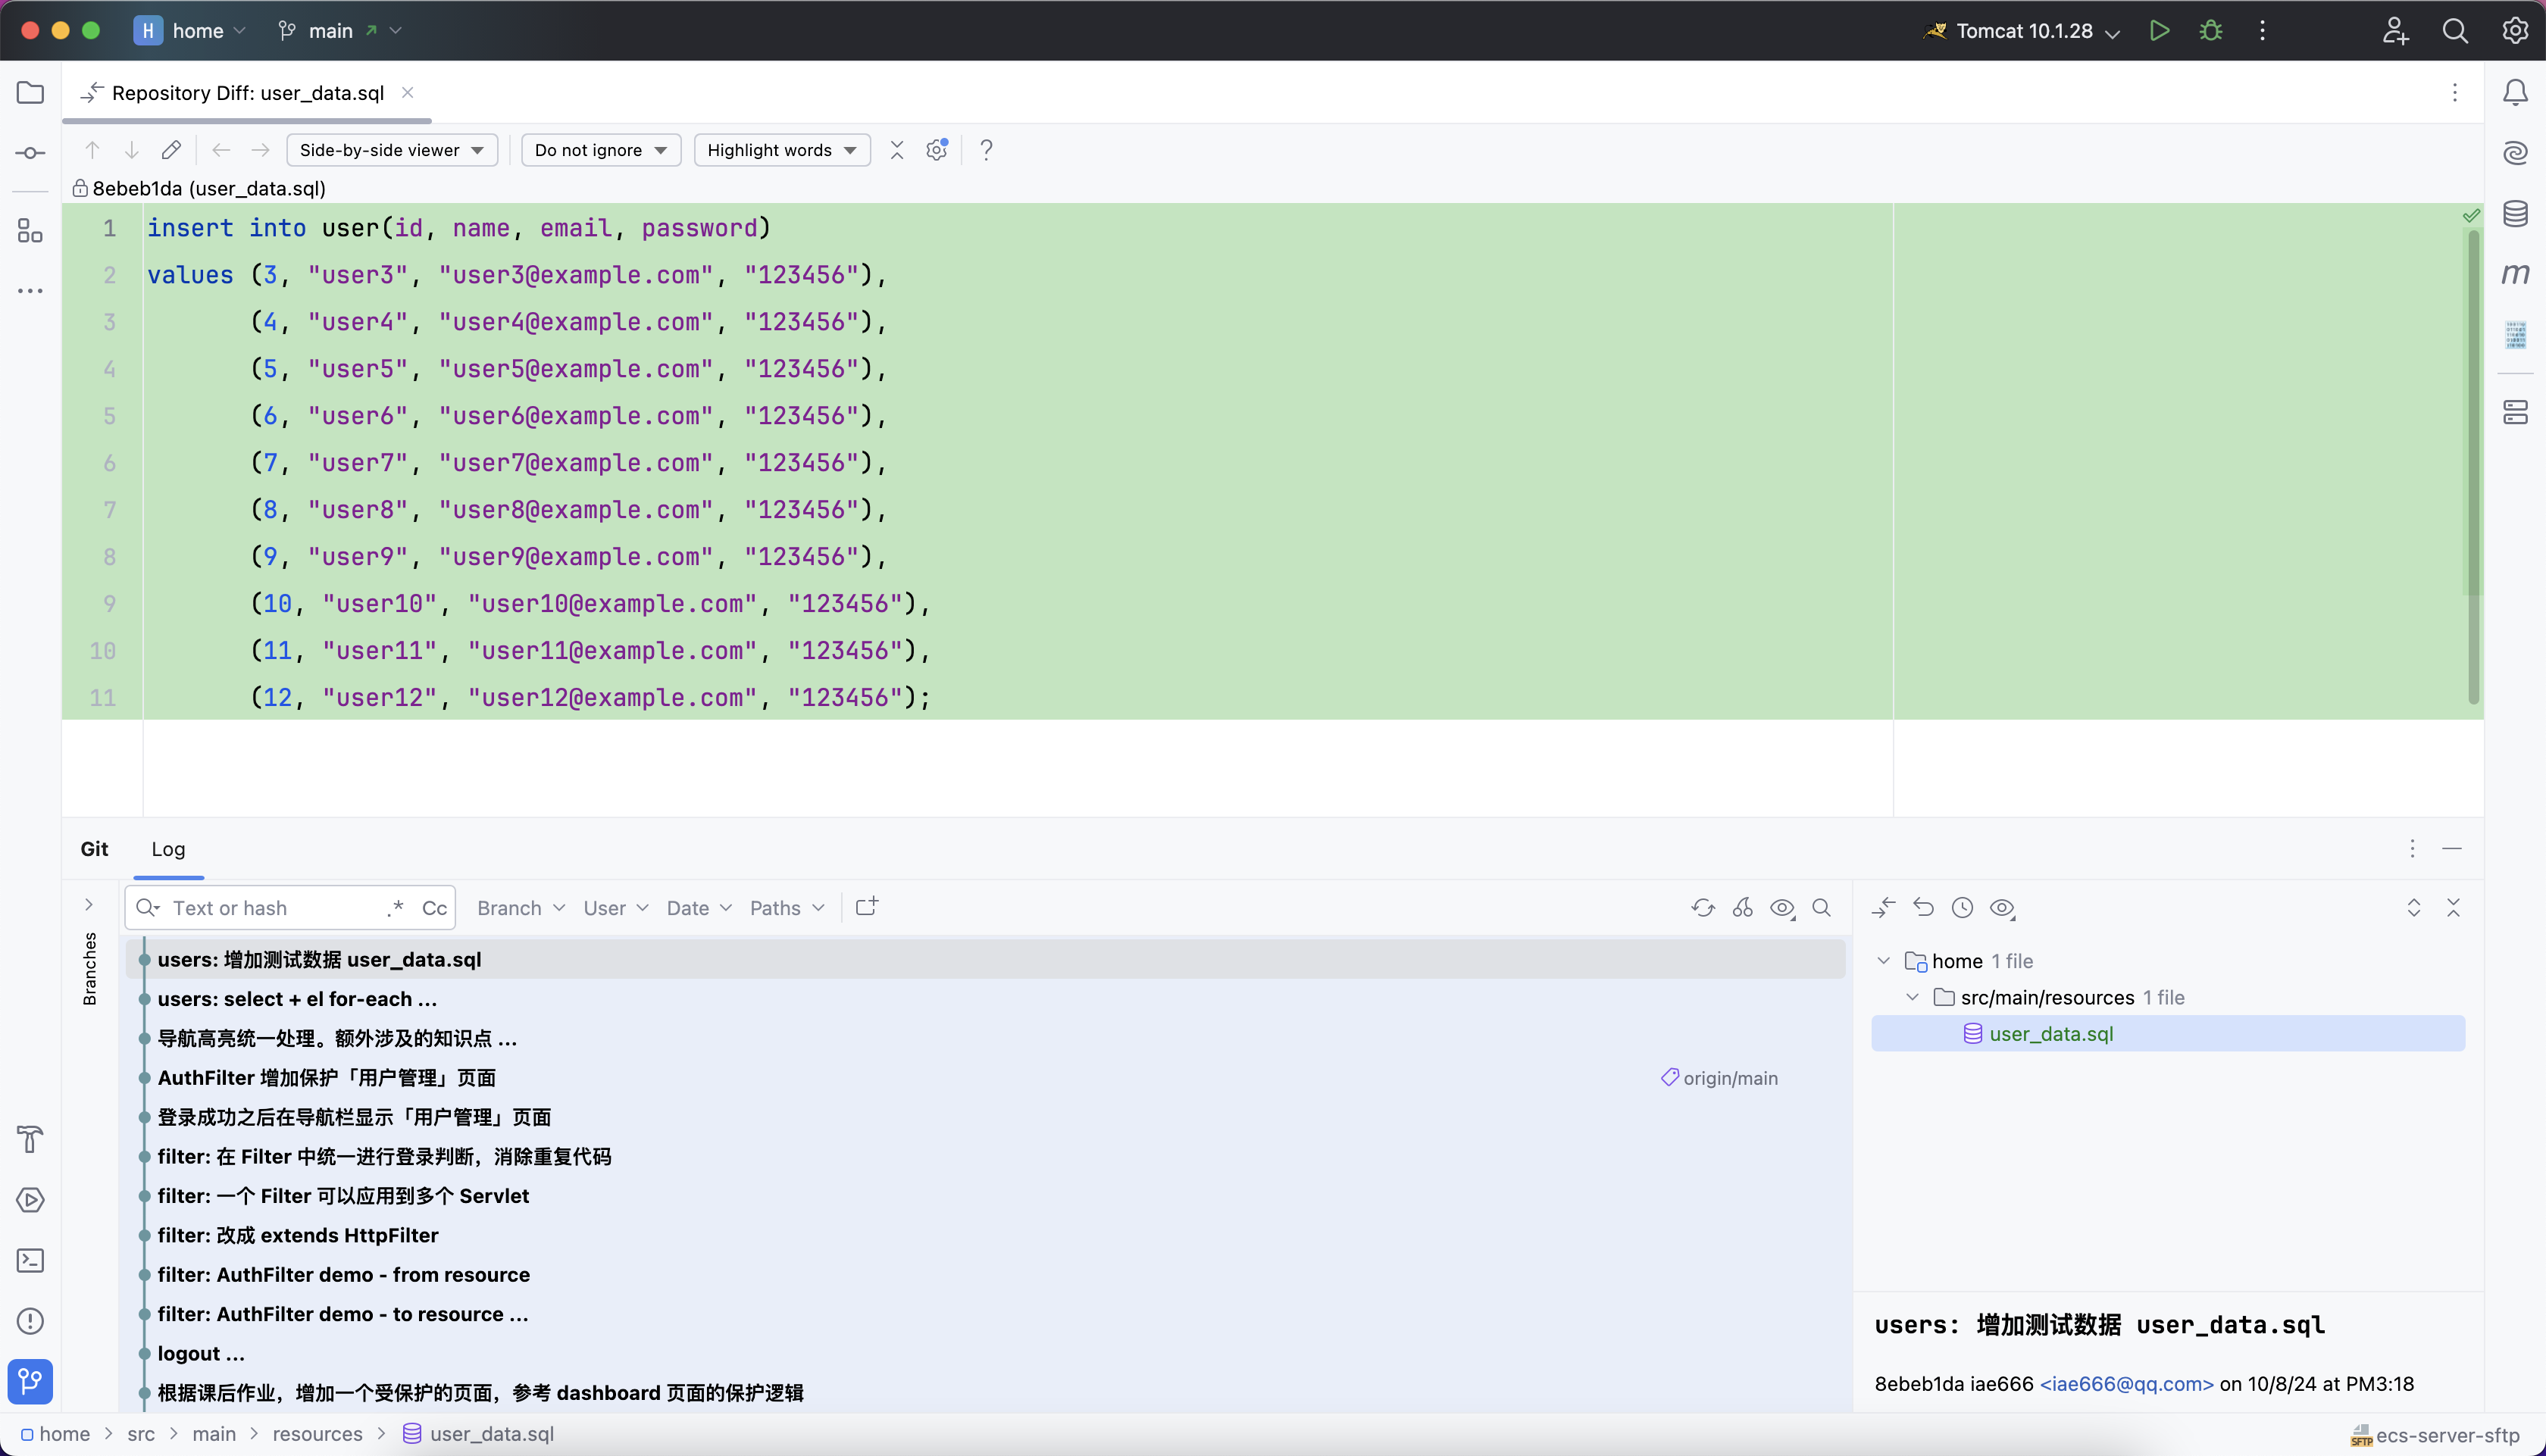 H home main Tomcat 10.1.28
Repository Diff: user_data.sql
Side-by-side viewer Do not ignore Highlight words ?
8ebeb1da (user_data.sql)
1 insert into user(id, name, email, password)
2 values (3, "user3", "user3@example.com", "123456"),
3 (4, "user4", "user4@example.com", "123456"),
4 (5, "user5", "user5@example.com", "123456"),
5 (6, "user6", "user6@example.com", "123456"),
6 (7, "user7", "user7@example.com", "123456"),
7 (8, "user8", "user8@example.com", "123456"),
8 (9, "user9", "user9@example.com", "123456"),
9 (10, "user10", "user10@example.com", "123456"),
10 (11, "user11", "user11@example.com", "123456"),
11 (12, "user12", "user12@example.com", "123456");
m
Git Log
Text or hash .* Cc Branch User Date Paths
Branches
users: 增加测试数据 user_data.sql
users: select + el for-each ...
导航高亮统一处理。额外涉及的知识点 ...
AuthFilter 增加保护「用户管理」页面 origin/main
登录成功之后在导航栏显示「用户管理」页面
filter: 在 Filter 中统一进行登录判断，消除重复代码
filter: 一个 Filter 可以应用到多个 Servlet
filter: 改成 extends HttpFilter
filter: AuthFilter demo - from resource
filter: AuthFilter demo - to resource ...
logout ...
根据课后作业，增加一个受保护的页面，参考 dashboard 页面的保护逻辑
home 1 file
src/main/resources 1 file
user_data.sql
users: 增加测试数据 user_data.sql
8ebeb1da iae666 <iae666@qq.com> on 10/8/24 at PM3:18
home > src > main > resources > user_data.sql
SFTP ecs-server-sftp